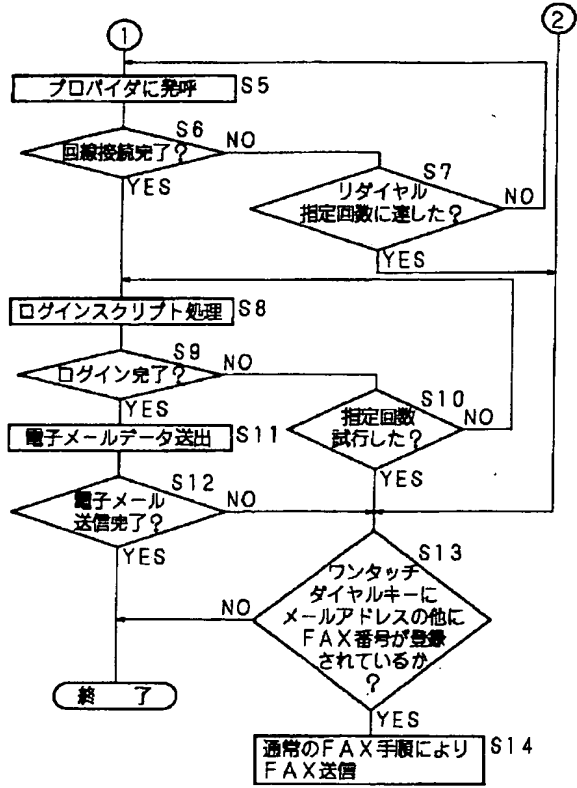 1
2
プロバイダに発呼
S5
S6
回線接続完了?
NO
YES
S7
リダイヤル
指定回数に達した?
NO
YES
ログインスクリプト処理
S8
S9
ログイン完了?
NO
YES
S10
指定回数
試行した?
NO
YES
電子メールデータ送出
S11
S12
電子メール
送信完了?
NO
YES
S13
ワンタッチ
ダイヤルキーに
メールアドレスの他に
FAX番号が登録
されているか
?
NO
YES
終 了
通常のFAX手順により
FAX送信
S14